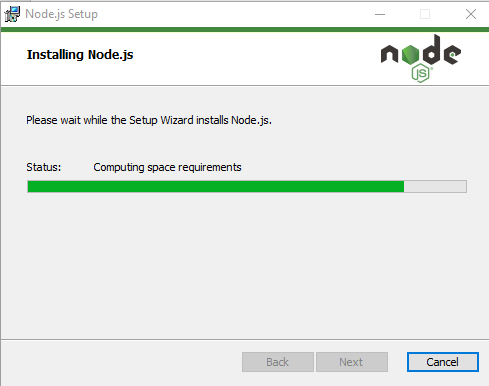 Node.js Setup
Installing Node.js
node
JS
Please wait while the Setup Wizard installs Node.js.
Status: Computing space requirements
Back Next Cancel